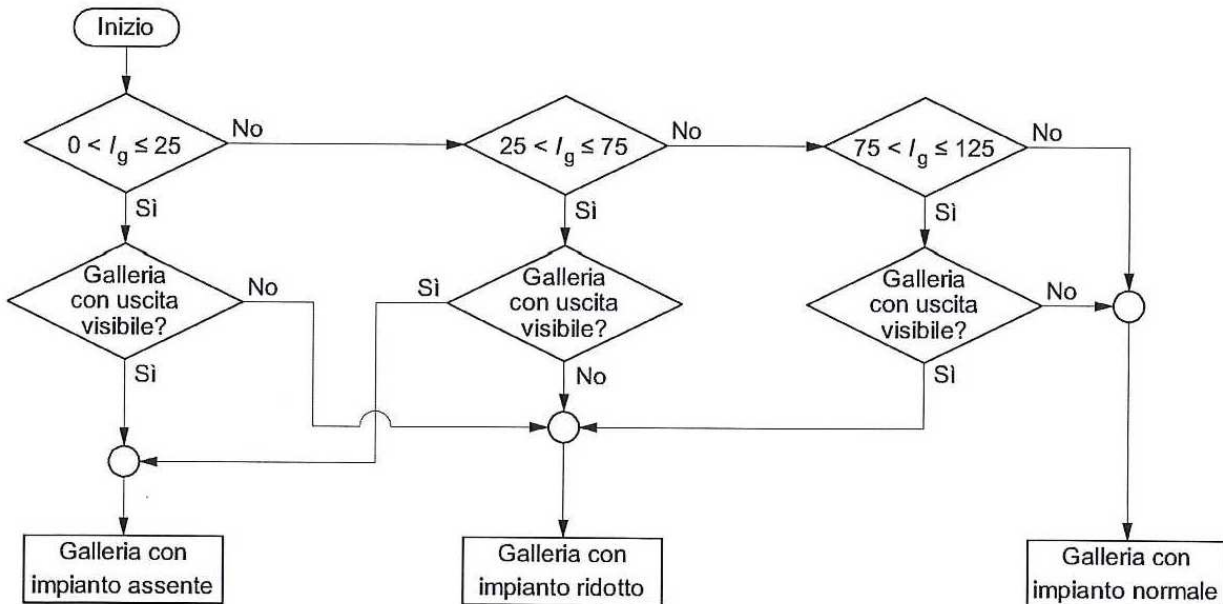 Inizio
0 < lg ≤ 25
No
25 < lg ≤ 75
No
75 < lg ≤ 125
No
Sì
Sì
Sì
Galleria
con uscita
visibile?
No
Sì
Galleria
con uscita
visibile?
Galleria
con uscita
visibile?
No
Sì
No
Sì
Galleria con
impianto assente
Galleria con
impianto ridotto
Galleria con
impianto normale